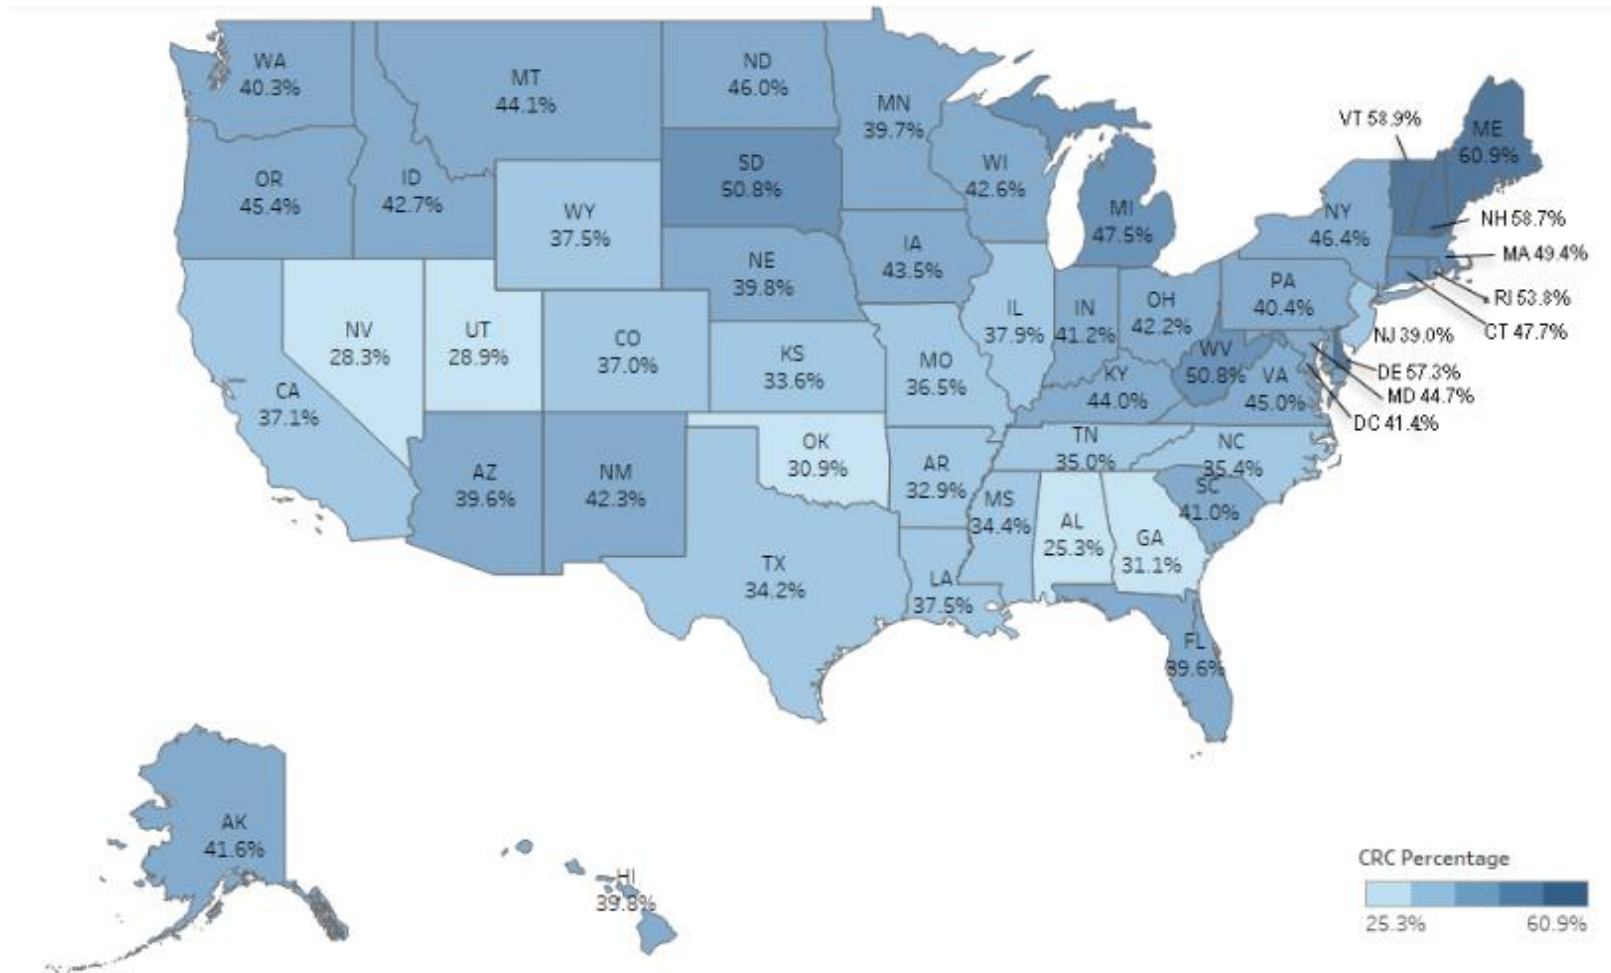 WA
40.3%
MT
44.1%
ND
46.0%
MN
39.7%
VT 58.9%
ME
60.9%
OR
45.4%
ID
42.7%
WY
37.5%
SD
50.8%
WI
42.6%
MI
47.5%
NY
46.4%
NH 58.7%
MA 49.4%
RI 53.8%
CT 47.7%
NE
39.8%
IA
43.5%
PA
40.4%
NJ 39.0%
DE 57.3%
MD 44.7%
DC 41.4%
NV
28.3%
UT
28.9%
CO
37.0%
KS
33.6%
MO
36.5%
IL
37.9%
IN
41.2%
OH
42.2%
WV
50.8%
VA
45.0%
KY
44.0%
CA
37.1%
AZ
39.6%
NM
42.3%
OK
30.9%
AR
32.9%
TN
35.0%
NC
35.4%
SC
41.0%
MS
34.4%
AL
25.3%
GA
31.1%
TX
34.2%
LA
37.5%
FL
39.6%
AK
41.6%
HI
39.8%
CRC Percentage
25.3% 60.9%